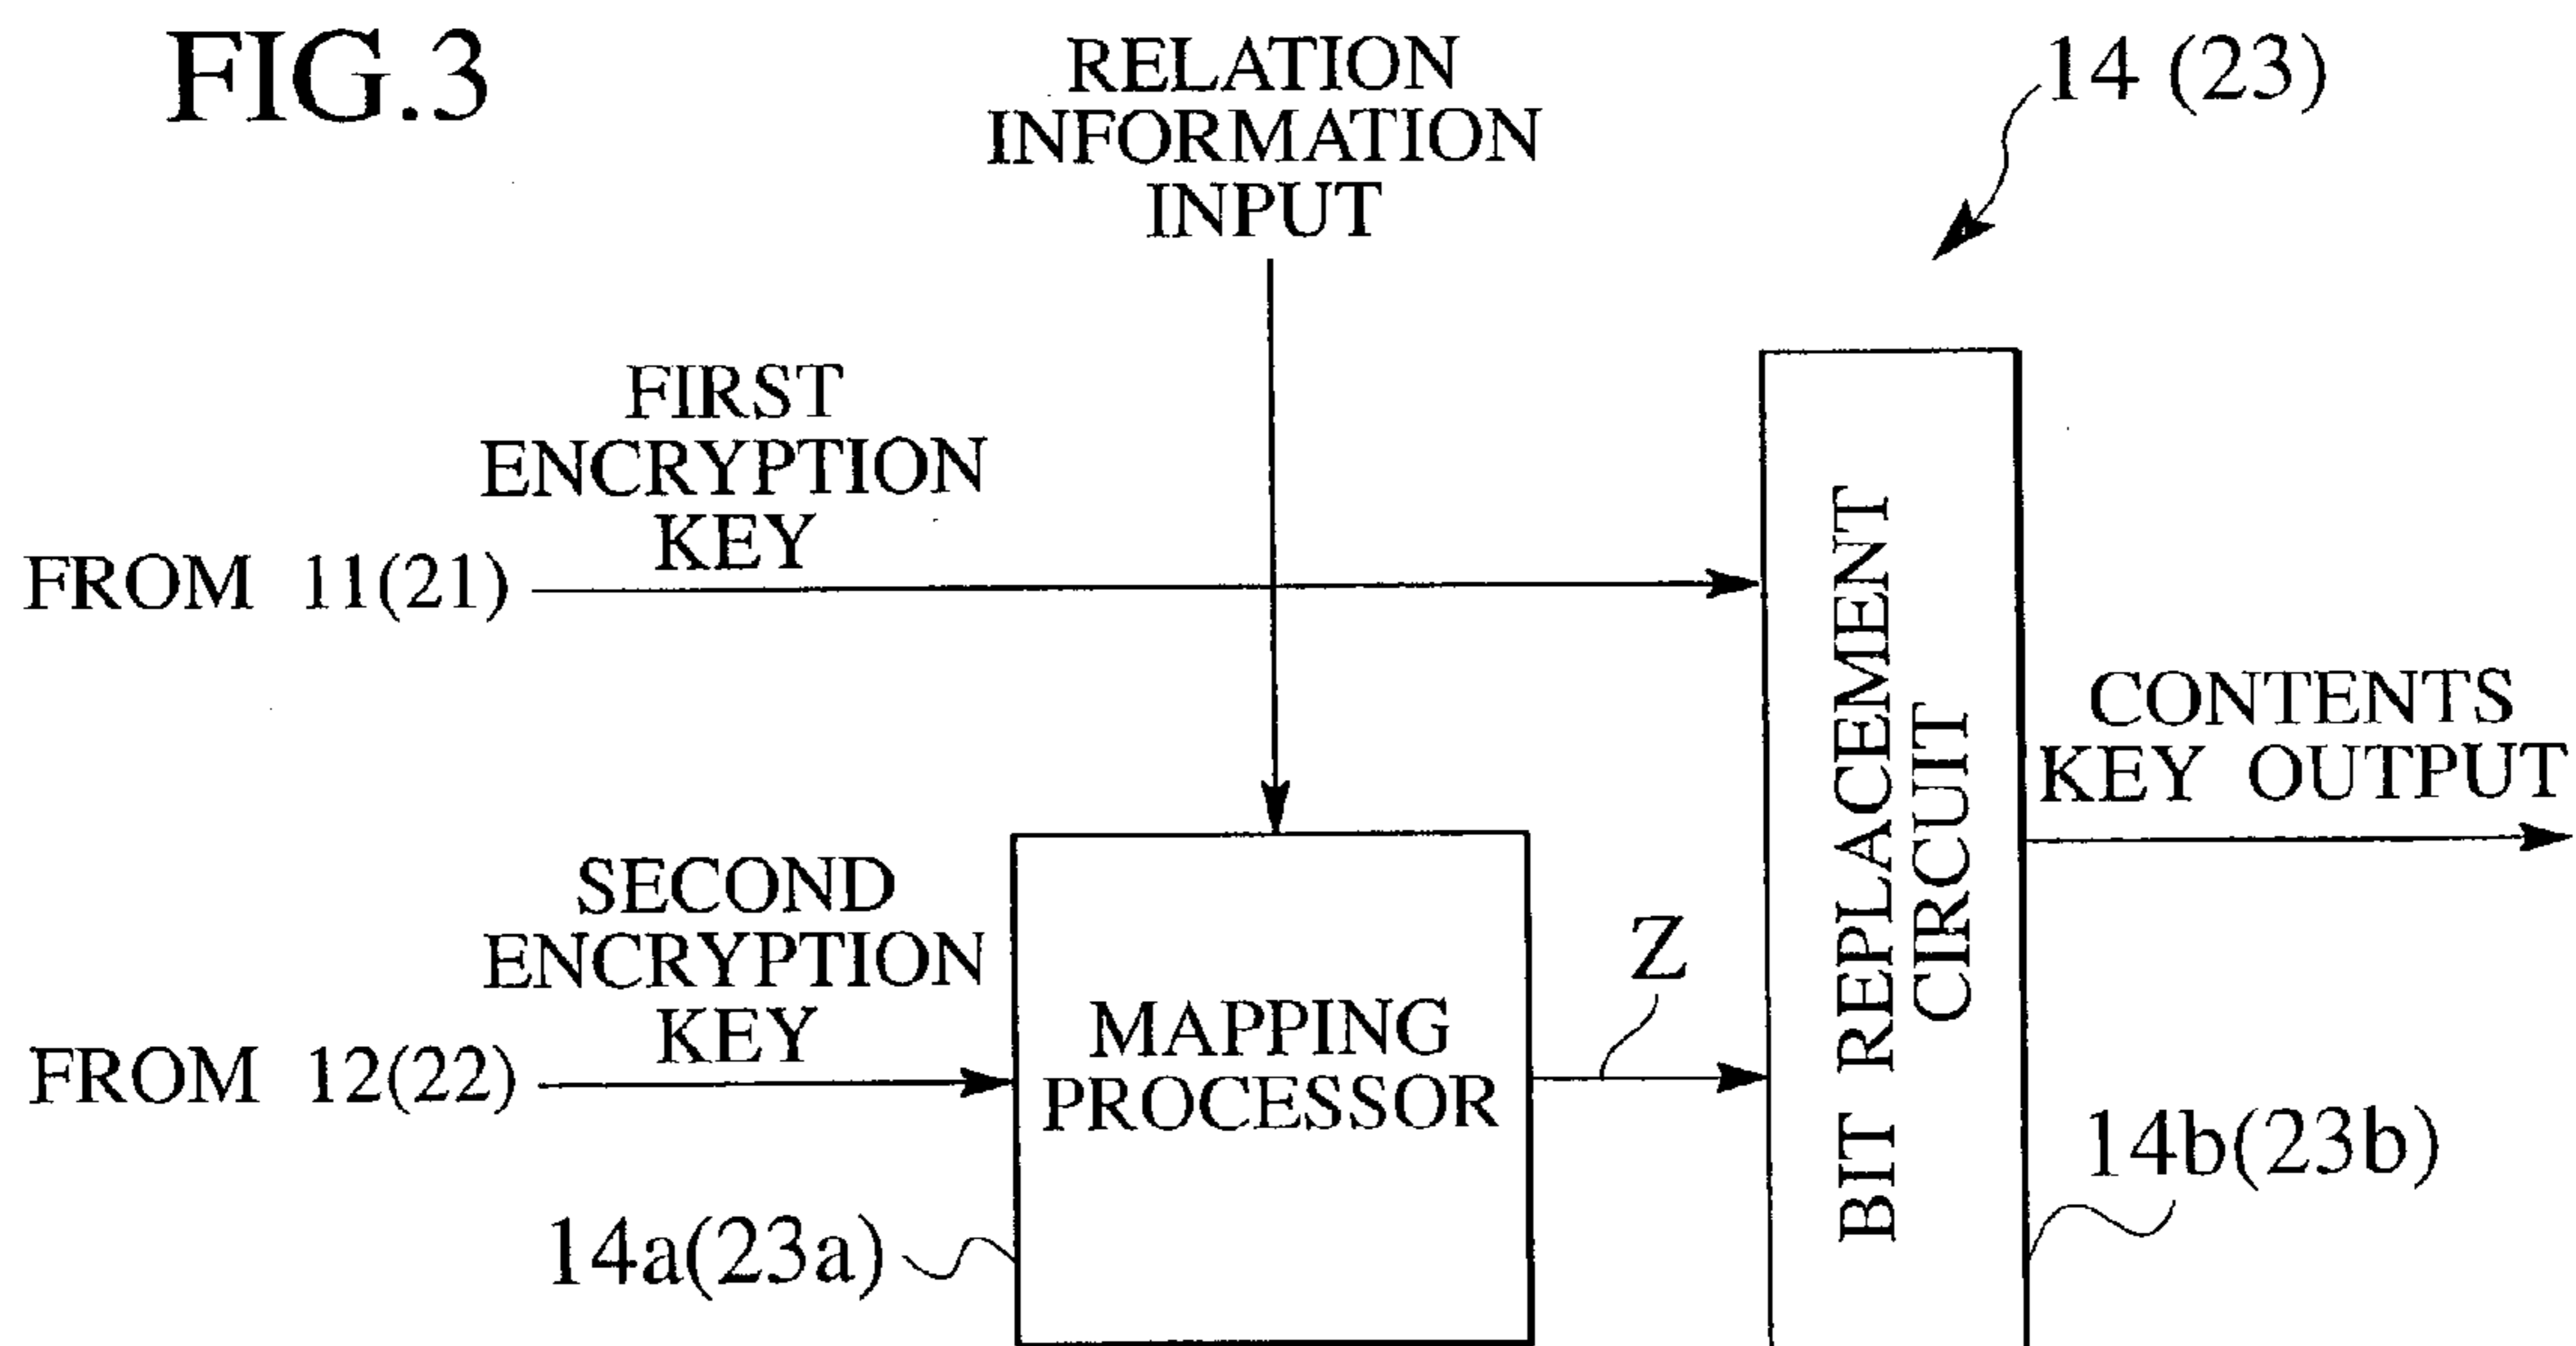 FIG.3
RELATION
INFORMATION
INPUT
14 (23)
FIRST
ENCRYPTION
KEY
FROM 11(21)
BIT REPLACEMENT
CIRCUIT
CONTENTS
KEY OUTPUT
SECOND
ENCRYPTION
KEY
FROM 12(22)
MAPPING
PROCESSOR
Z
14a(23a)
14b(23b)